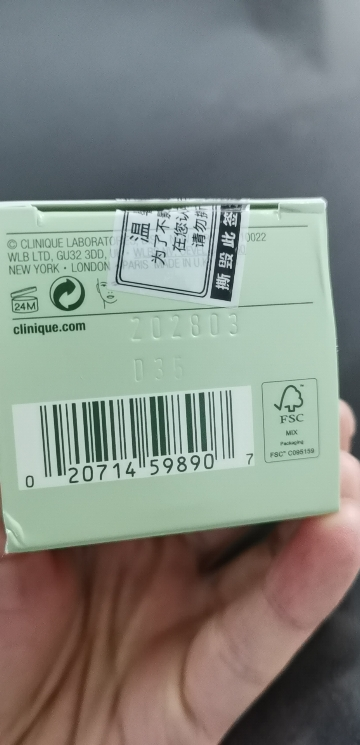 © CLINIQUE LABORATO
0022
WLB LTD, GU32 3DD, U
NEW YORK • LONDON
PARIS MADE IN U
温
为了不
在您认
请勿拆
撕毁此签
24M
clinique.com
202803
035
0 20714 59890 7
FSC
MIX
Packaging
FSC® C095159